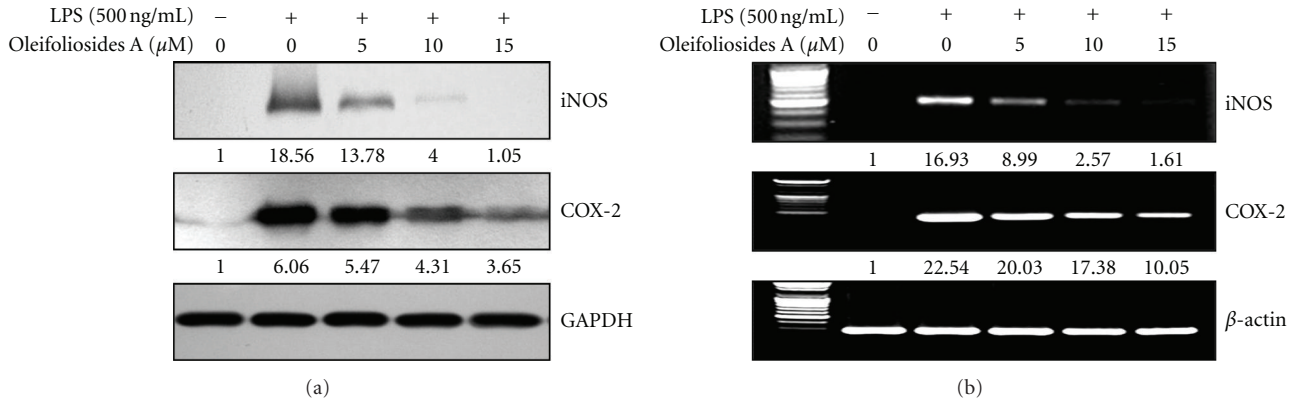 LPS (500 ng/mL) − + + + +
Oleifoliosides A (μM) 0 0 5 10 15
iNOS
1 18.56 13.78 4 1.05
COX-2
1 6.06 5.47 4.31 3.65
GAPDH
(a)
LPS (500 ng/mL) − + + + +
Oleifoliosides A (μM) 0 0 5 10 15
iNOS
1 16.93 8.99 2.57 1.61
COX-2
1 22.54 20.03 17.38 10.05
β-actin
(b)